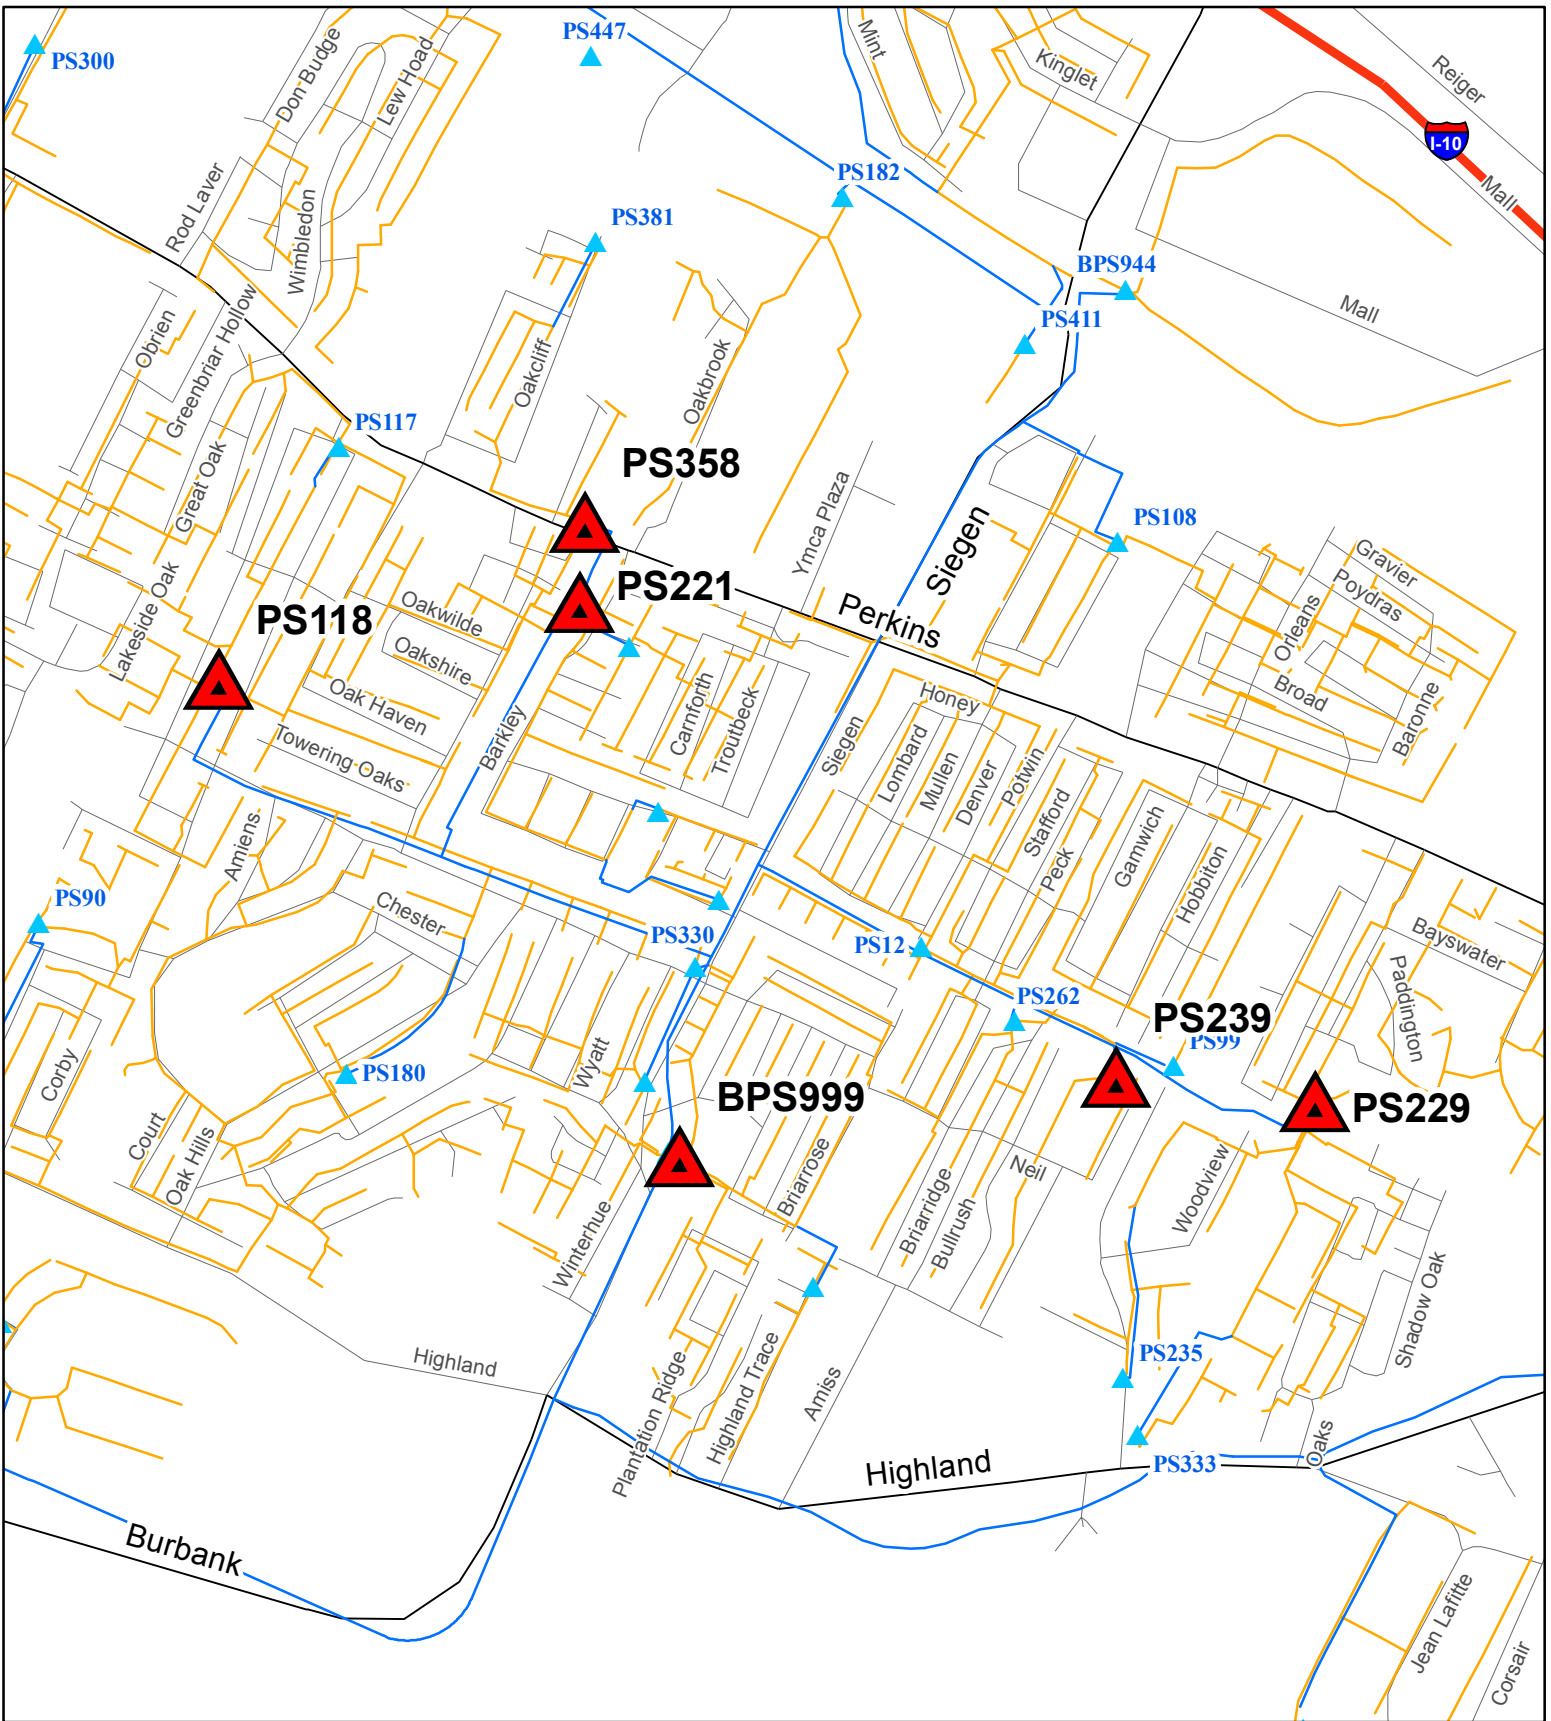 PS447
PS300
Don Budge
Lew Hoad
Mint
Kinglet
Reiger
I-10
Mall
PS182
Rod Laver
Wimbledon
PS381
BPS944
PS411
Mall
Obrien
Greenbriar Hollow
Oakcliff
Oakbrook
PS117
Great Oak
PS358
Ymca Plaza
Siegen
PS108
Gravier
Poydras
Orleans
Lakeside Oak
PS118
Oakwilde
Oakshire
Oak Haven
Towering Oaks
PS221
Perkins
Broad
Baronne
Barkley
Carnforth
Troutbeck
Siegen
Honey
Lombard
Mullen
Denver
Potwin
Stafford
Peck
Gamwich
Hobbiton
Amiens
PS90
Chester
PS330
PS12
Bayswater
Paddington
PS262
PS239
PS99
PS229
Corby
PS180
Wyatt
BPS999
Court
Oak Hills
Briarrose
Neil
Briarridge
Bullrush
Woodview
Winterhue
Shadow Oak
Highland
Plantation Ridge
Highland Trace
Amiss
PS235
Oaks
PS333
Highland
Burbank
Jean Lafitte
Corsair